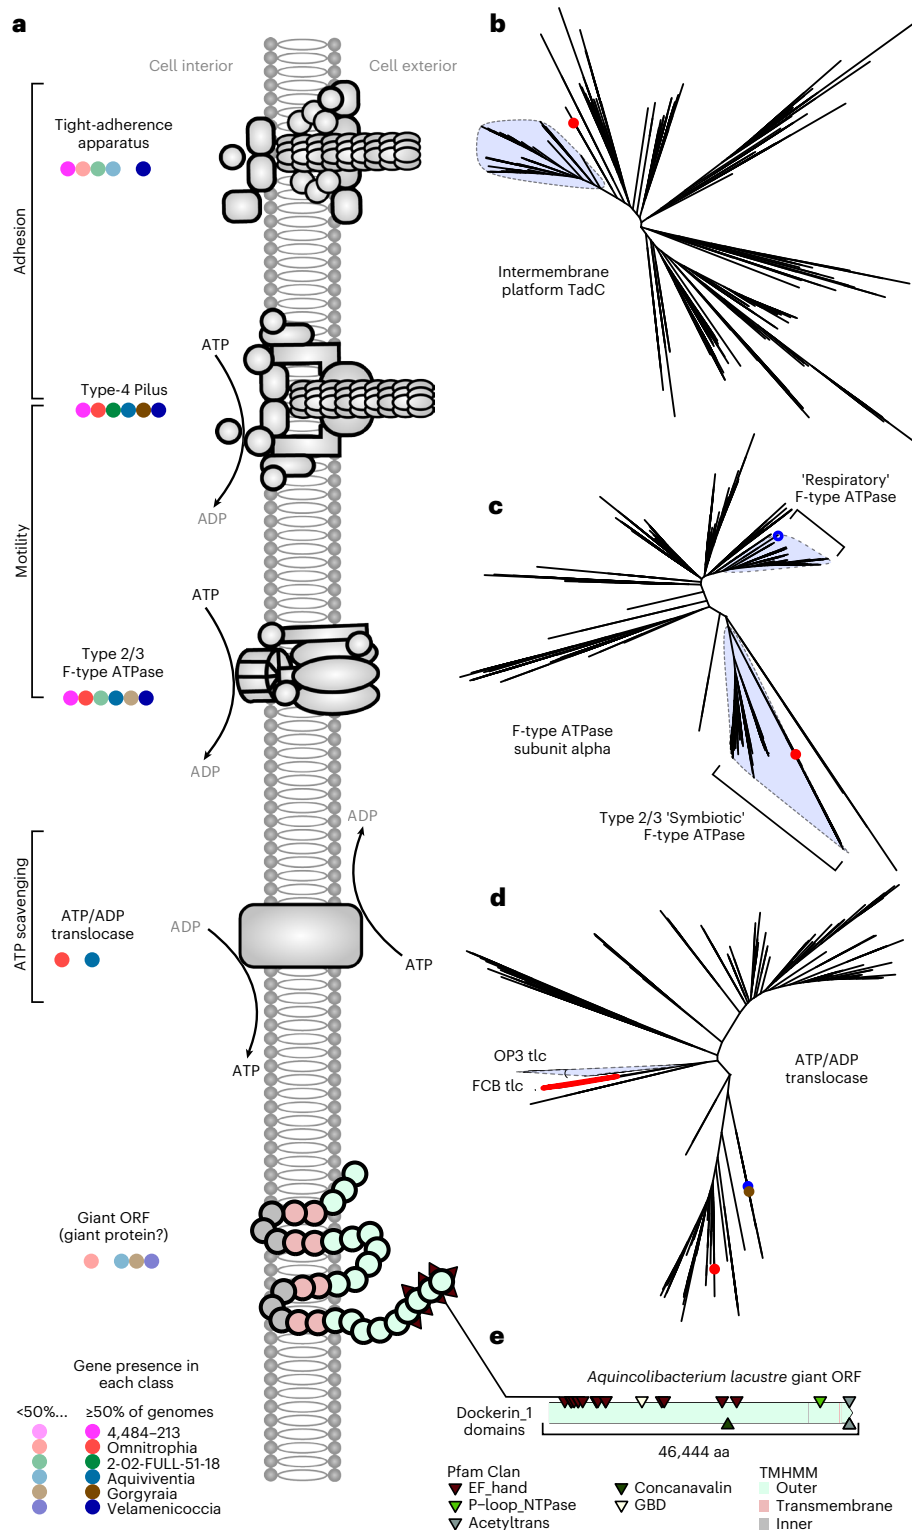 a
Cell interior
Cell exterior
Adhesion
Tight-adherence
apparatus
ATP
Type-4 Pilus
ADP
Motility
ATP
Type 2/3
F-type ATPase
ADP
ADP
ATP scavenging
ATP/ADP
translocase
ADP
ATP
ATP
Giant ORF
(giant protein?)
Gene presence in
each class
<50%... ≥50% of genomes
4,484–213
Omnitrophia
2-02-FULL-51-18
Aquiviventia
Gorgyraia
Velamenicoccia
b
Intermembrane
platform TadC
c
'Respiratory'
F-type ATPase
F-type ATPase
subunit alpha
Type 2/3 'Symbiotic'
F-type ATPase
d
OP3 tlc
FCB tlc
ATP/ADP
translocase
e
Aquincolibacterium lacustre giant ORF
Dockerin_1
domains
46,444 aa
Pfam Clan
EF_hand
P-loop_NTPase
Acetyltrans
Concanavalin
GBD
TMHMM
Outer
Transmembrane
Inner